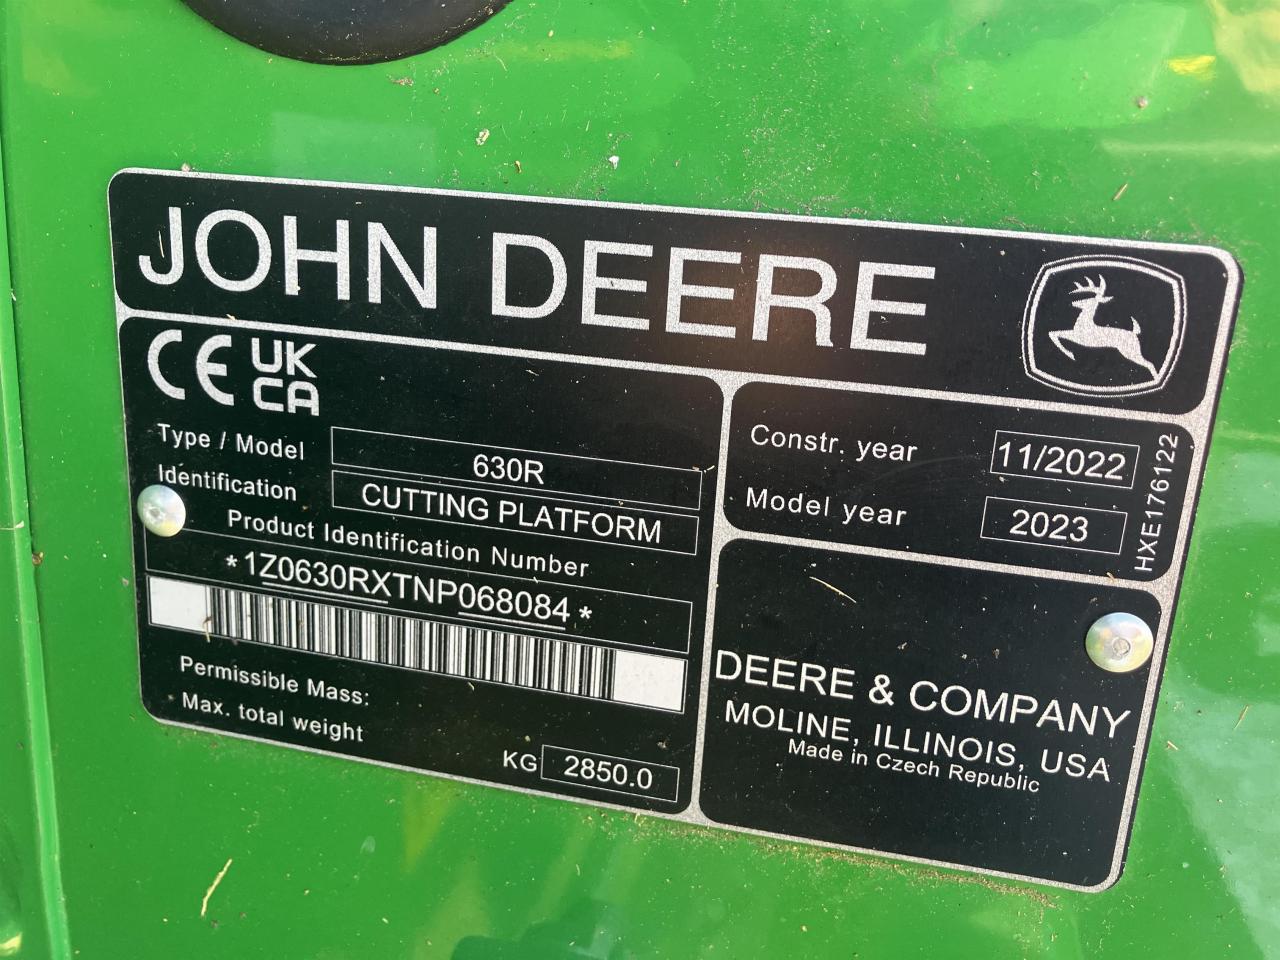 JOHN DEERE
CE UK CA
Type / Model 630R
Identification CUTTING PLATFORM
Product Identification Number
*1Z0630RXTNP068084*
Permissible Mass:
Max. total weight
KG 2850.0
Constr. year 11/2022
Model year 2023
HXE176122
DEERE & COMPANY
MOLINE, ILLINOIS, USA
Made in Czech Republic